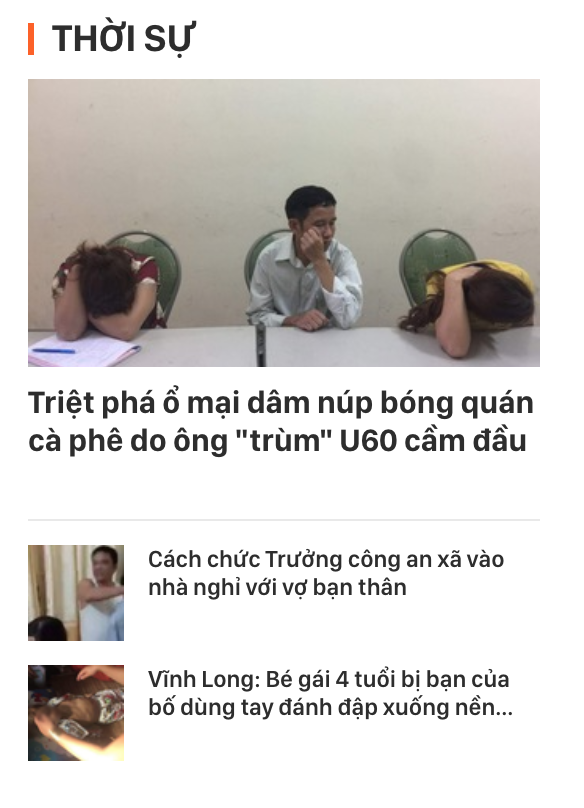 THỜI SỰ
Triệt phá ổ mại dâm núp bóng quán
cà phê do ông "trùm" U60 cầm đầu
Cách chức Trưởng công an xã vào
nhà nghỉ với vợ bạn thân
Vĩnh Long: Bé gái 4 tuổi bị bạn của
bố dùng tay đánh đập xuống nền...